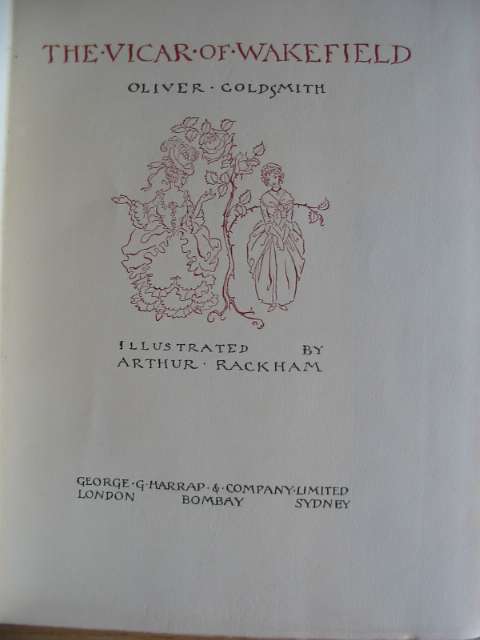 THE·VICAR·OF·WAKEFIELD
OLIVER·GOLDSMITH
ILLUSTRATED BY
ARTHUR·RACKHAM
GEORGE·G·HARRAP·&·COMPANY·LIMITED
LONDON BOMBAY SYDNEY